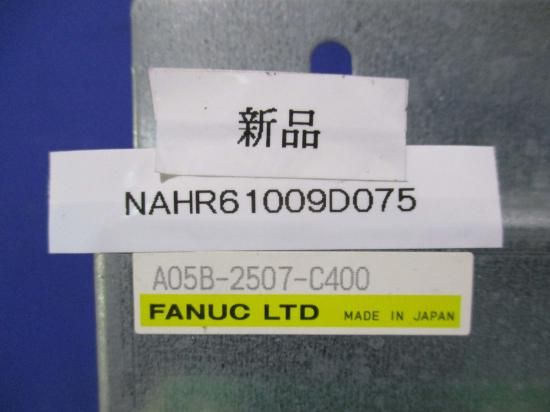 新品
NAHR61009D075
A05B-2507-C400
FANUC LTD MADE IN JAPAN